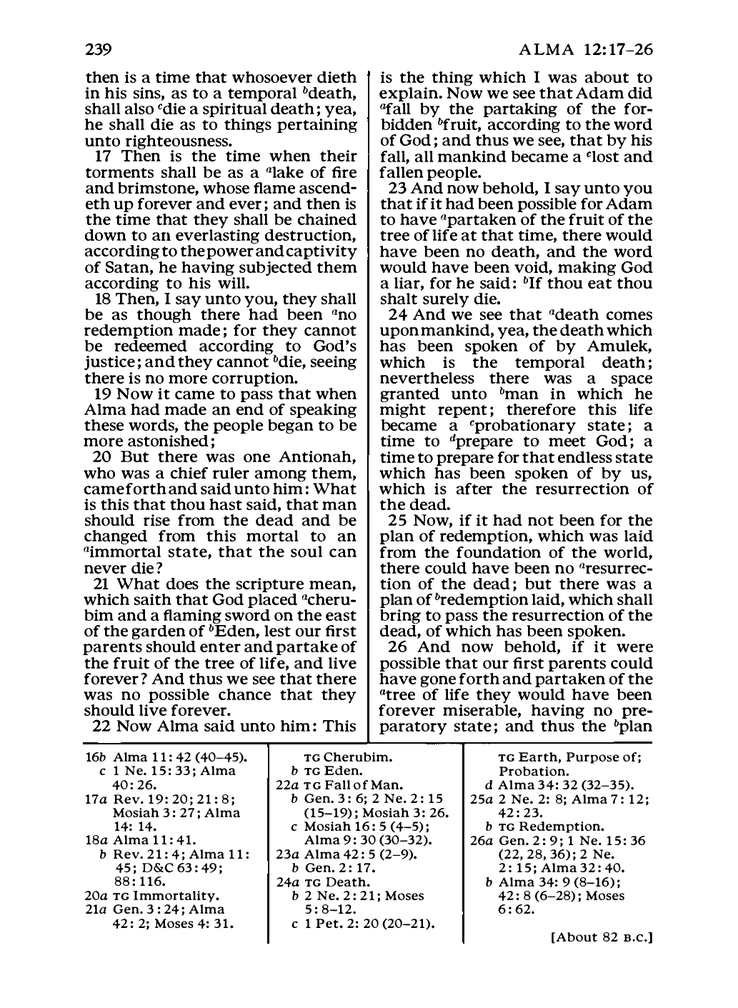 239
ALMA 12:17–26
then is a time that whosoever dieth
in his sins, as to a temporal ᵇdeath,
shall also ᶜdie a spiritual death; yea,
he shall die as to things pertaining
unto righteousness.
17 Then is the time when their
torments shall be as a ᵃlake of fire
and brimstone, whose flame ascend-
eth up forever and ever; and then is
the time that they shall be chained
down to an everlasting destruction,
according to the power and captivity
of Satan, he having subjected them
according to his will.
18 Then, I say unto you, they shall
be as though there had been ᵃno
redemption made; for they cannot
be redeemed according to God's
justice; and they cannot ᵇdie, seeing
there is no more corruption.
19 Now it came to pass that when
Alma had made an end of speaking
these words, the people began to be
more astonished;
20 But there was one Antionah,
who was a chief ruler among them,
came forth and said unto him: What
is this that thou hast said, that man
should rise from the dead and be
changed from this mortal to an
ᵃimmortal state, that the soul can
never die?
21 What does the scripture mean,
which saith that God placed ᵃcheru-
bim and a flaming sword on the east
of the garden of ᵇEden, lest our first
parents should enter and partake of
the fruit of the tree of life, and live
forever? And thus we see that there
was no possible chance that they
should live forever.
22 Now Alma said unto him: This
is the thing which I was about to
explain. Now we see that Adam did
ᵃfall by the partaking of the for-
bidden ᵇfruit, according to the word
of God; and thus we see, that by his
fall, all mankind became a ᶜlost and
fallen people.
23 And now behold, I say unto you
that if it had been possible for Adam
to have ᵃpartaken of the fruit of the
tree of life at that time, there would
have been no death, and the word
would have been void, making God
a liar, for he said: ᵇIf thou eat thou
shalt surely die.
24 And we see that ᵃdeath comes
upon mankind, yea, the death which
has been spoken of by Amulek,
which is the temporal death;
nevertheless there was a space
granted unto ᵇman in which he
might repent; therefore this life
became a ᶜprobationary state; a
time to ᵈprepare to meet God; a
time to prepare for that endless state
which has been spoken of by us,
which is after the resurrection of
the dead.
25 Now, if it had not been for the
plan of redemption, which was laid
from the foundation of the world,
there could have been no ᵃresurrec-
tion of the dead; but there was a
plan of ᵇredemption laid, which shall
bring to pass the resurrection of the
dead, of which has been spoken.
26 And now behold, if it were
possible that our first parents could
have gone forth and partaken of the
ᵃtree of life they would have been
forever miserable, having no pre-
paratory state; and thus the ᵇplan
16b Alma 11: 42 (40–45).
c 1 Ne. 15: 33; Alma
40: 26.
17a Rev. 19: 20; 21: 8;
Mosiah 3: 27; Alma
14: 14.
18a Alma 11: 41.
b Rev. 21: 4; Alma 11:
45; D&C 63: 49;
88: 116.
20a TG Immortality.
21a Gen. 3: 24; Alma
42: 2; Moses 4: 31.
TG Cherubim.
b TG Eden.
22a TG Fall of Man.
b Gen. 3: 6; 2 Ne. 2: 15
(15–19); Mosiah 3: 26.
c Mosiah 16: 5 (4–5);
Alma 9: 30 (30–32).
23a Alma 42: 5 (2–9).
b Gen. 2: 17.
24a TG Death.
b 2 Ne. 2: 21; Moses
5: 8–12.
c 1 Pet. 2: 20 (20–21).
TG Earth, Purpose of;
Probation.
d Alma 34: 32 (32–35).
25a 2 Ne. 2: 8; Alma 7: 12;
42: 23.
b TG Redemption.
26a Gen. 2: 9; 1 Ne. 15: 36
(22, 28, 36); 2 Ne.
2: 15; Alma 32: 40.
b Alma 34: 9 (8–16);
42: 8 (6–28); Moses
6: 62.
[About 82 B.C.]